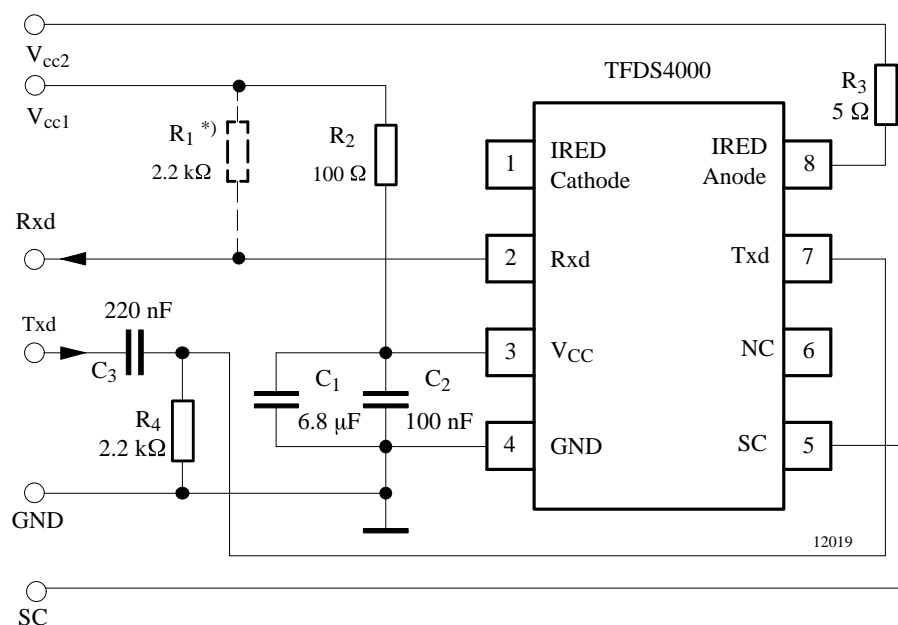 Vcc2
Vcc1
TFDS4000
R3
5 Ω
R1 *)
2.2 kΩ
R2
100 Ω
1
IRED
Cathode
IRED
Anode
8
Rxd
2
Rxd
Txd
7
220 nF
Txd
C3
3
VCC
NC
6
C1
6.8 μF
C2
100 nF
R4
2.2 kΩ
4
GND
SC
5
GND
12019
SC